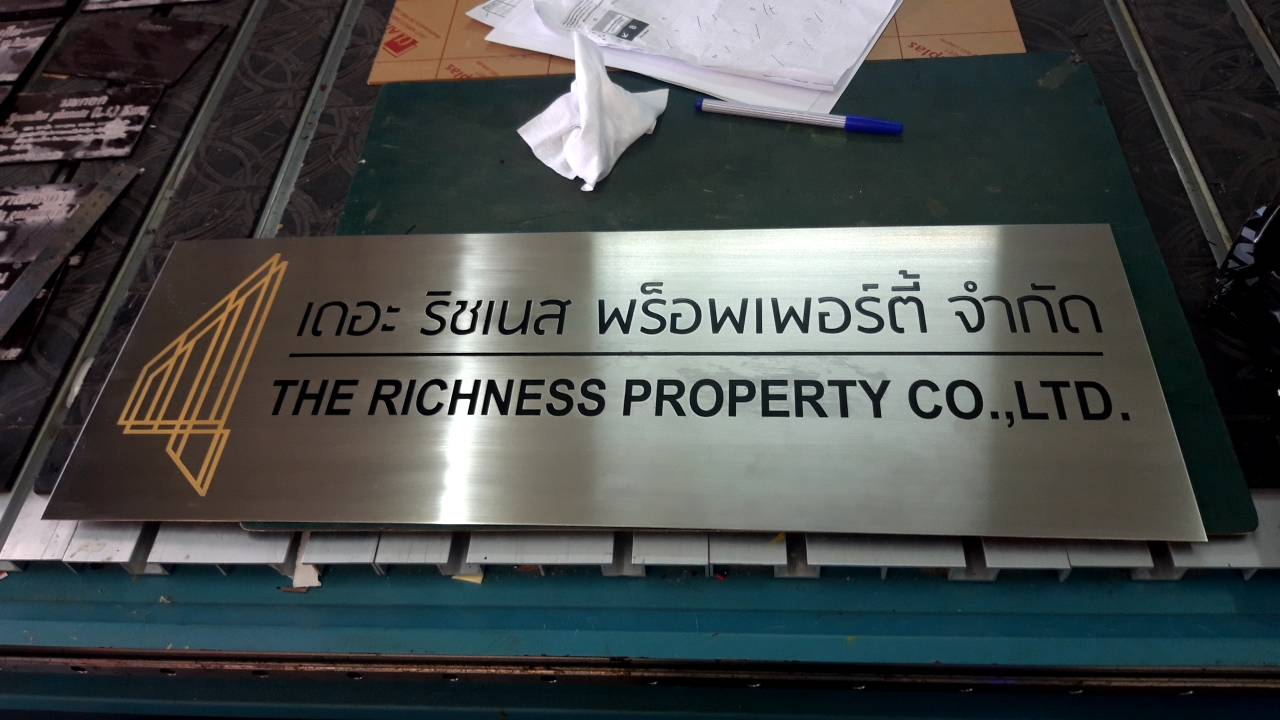 เดอะ ริชเนส พร็อพเพอร์ตี้ จำกัด
THE RICHNESS PROPERTY CO.,LTD.